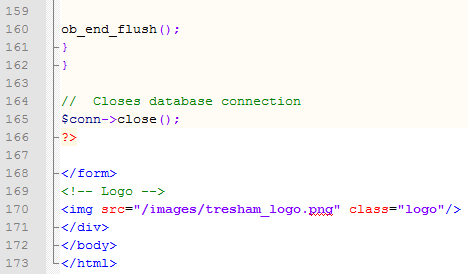 159
160 ob_end_flush();
161 }
162 }
163
164 //  Closes database connection
165 $conn->close();
166 ?>
167
168 </form>
169 <!-- Logo -->
170 <img src="/images/tresham_logo.png" class="logo"/>
171 </div>
172 </body>
173 </html>